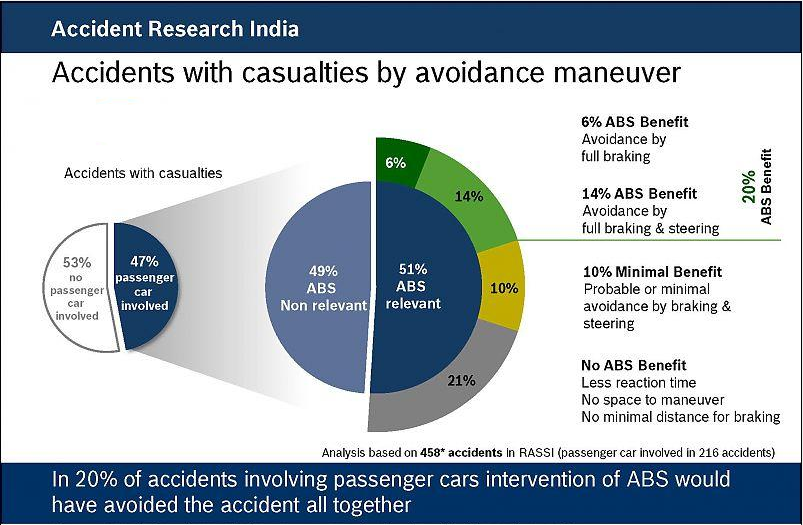 Accident Research India
Accidents with casualties by avoidance maneuver
Accidents with casualties
53%
no
passenger
car
involved
47%
passenger
car
involved
49%
ABS
Non relevant
51%
ABS
relevant
6%
14%
10%
21%
6% ABS Benefit
Avoidance by
full braking
14% ABS Benefit
Avoidance by
full braking & steering
20%
ABS Benefit
10% Minimal Benefit
Probable or minimal
avoidance by braking &
steering
No ABS Benefit
Less reaction time
No space to maneuver
No minimal distance for braking
Analysis based on 458* accidents in RASSI (passenger car involved in 216 accidents)
In 20% of accidents involving passenger cars intervention of ABS would
have avoided the accident all together